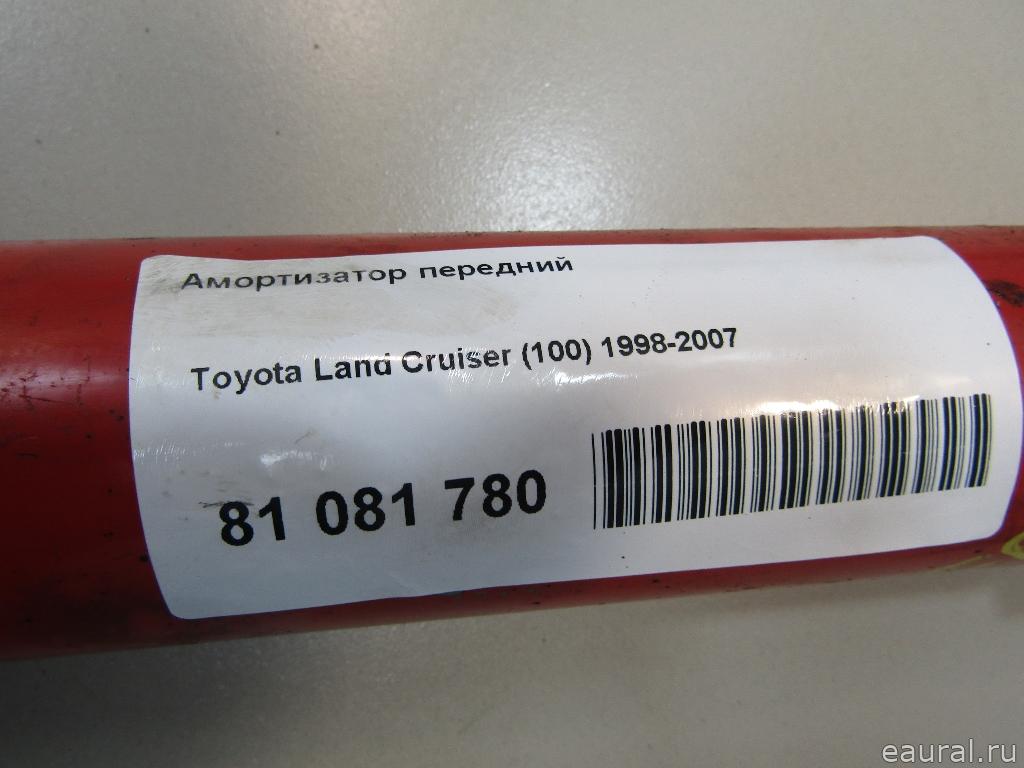 Амортизатор передний
Toyota Land Cruiser (100) 1998-2007
81 081 780
eaural.ru